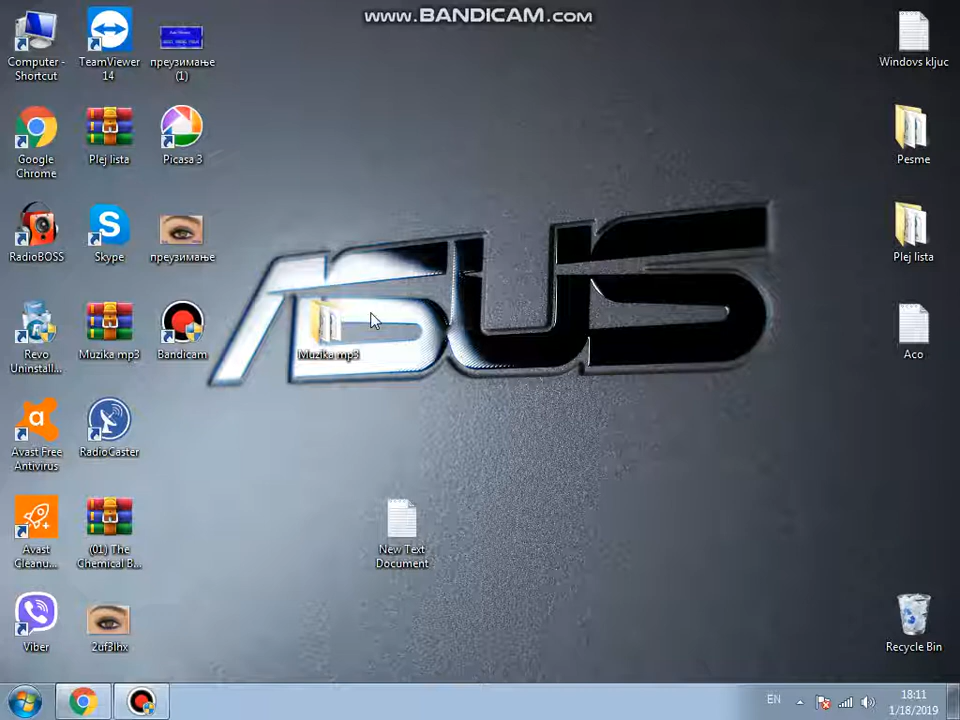 www.BANDICAM.com
Computer - Shortcut
TeamViewer 14
преузимање (1)
Windovs kljuc
Google Chrome
Plej lista
Picasa 3
Pesme
RadioBOSS
Skype
преузимање
Plej lista
Revo Uninstall...
Muzika mp3
Bandicam
Muzika mp3
Aco
ASUS
Avast Free Antivirus
RadioCaster
Avast Cleanu...
(01) The Chemical B...
New Text Document
Viber
2uf3lhx
Recycle Bin
EN
18:11
1/18/2019